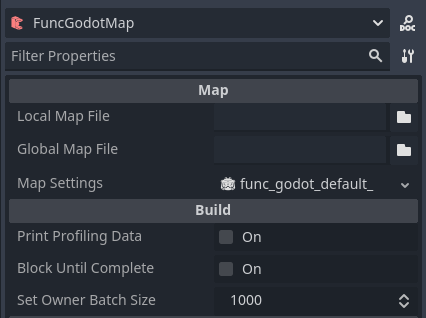 FuncGodotMap
DOC
Filter Properties
Map
Local Map File
Global Map File
Map Settings func_godot_default_
Build
Print Profiling Data On
Block Until Complete On
Set Owner Batch Size 1000